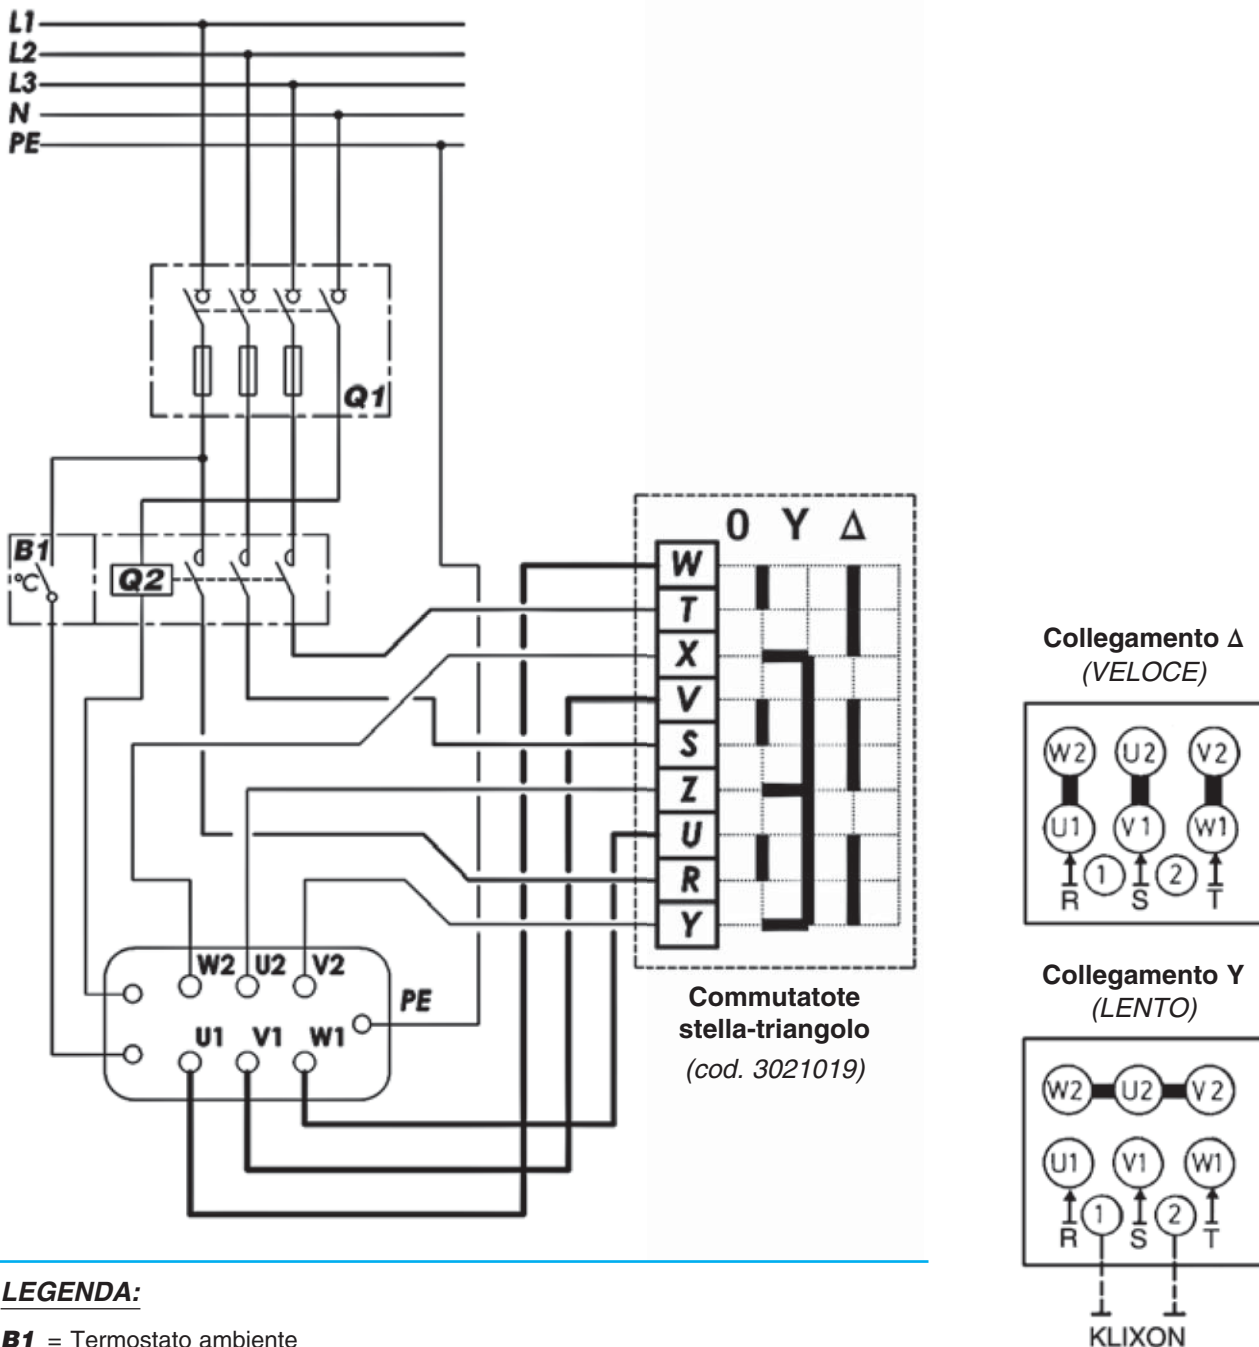 L1
L2
L3
N
PE
Q1
B1
°C
Q2
0 Y Δ
W
T
X
V
S
Z
U
R
Y
W2 U2 V2
PE
U1 V1 W1
Commutatote
stella-triangolo
(cod. 3021019)
Collegamento Δ
(VELOCE)
W2 U2 V2
U1 V1 W1
1 2
R S T
Collegamento Y
(LENTO)
W2 U2 V2
U1 V1 W1
1 2
R S T
KLIXON
LEGENDA:
B1 = Termostato ambiente